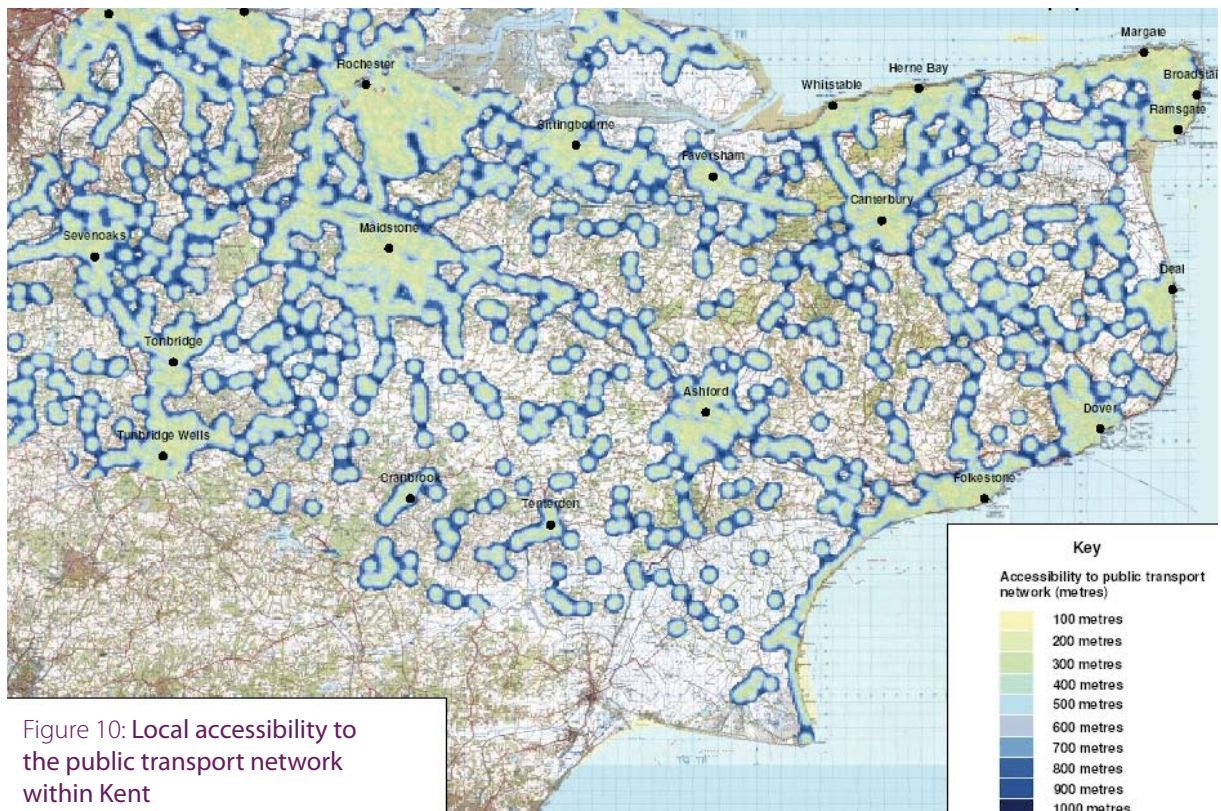 Margate
Rochester
Herne Bay
Whitstable
Broadstai
Ramsgate
Sittingbourne
Faversham
Canterbury
Sevenoaks
Maidstone
Deal
Tonbridge
Ashford
Dover
Tunbridge Wells
Cranbrook
Folkestone
Tenterden
Key
Accessibility to public transport
network (metres)
100 metres
200 metres
300 metres
400 metres
500 metres
600 metres
700 metres
800 metres
900 metres
1000 metres
Figure 10: Local accessibility to
the public transport network
within Kent